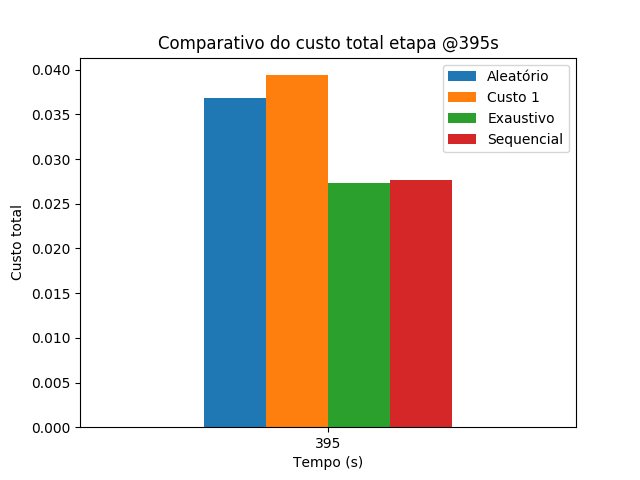 Comparativo do custo total etapa @395s
Aleatório
Custo 1
Exaustivo
Sequencial
Custo total
0.040
0.035
0.030
0.025
0.020
0.015
0.010
0.005
0.000
395
Tempo (s)